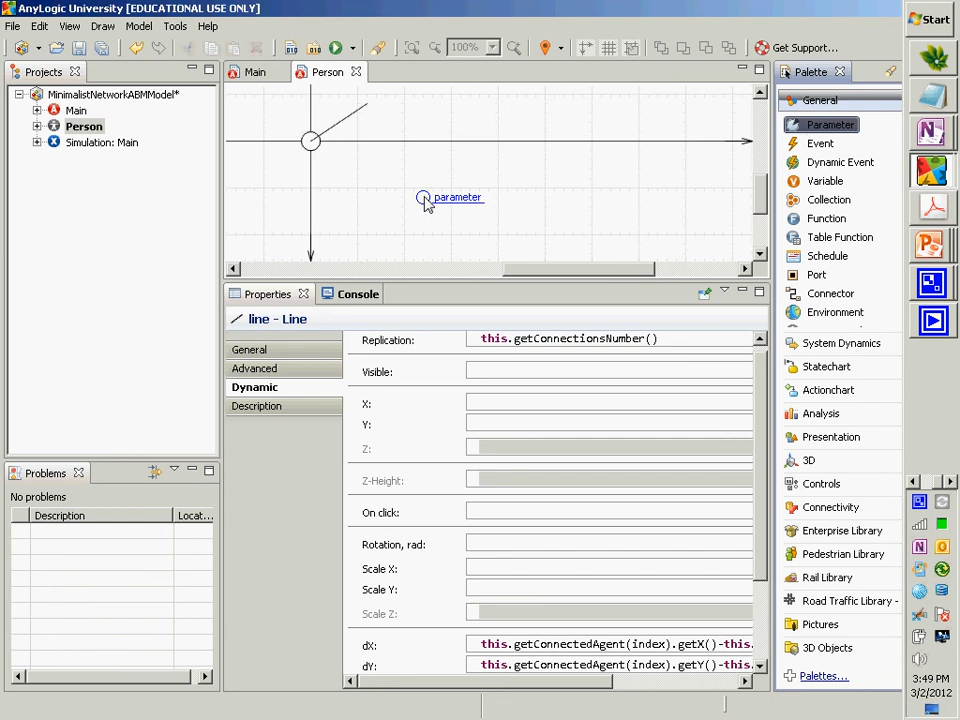 AnyLogic University [EDUCATIONAL USE ONLY]
File Edit View Draw Model Tools Help
100% Get Support...
Start
Projects
Main
Person
Palette
MinimalistNetworkABMModel*
Main
Person
Simulation: Main
General
Parameter
Event
Dynamic Event
Variable
Collection
Function
Table Function
Schedule
Port
Connector
Environment
System Dynamics
Statechart
Actionchart
Analysis
Presentation
3D
Controls
Connectivity
Enterprise Library
Pedestrian Library
Rail Library
Road Traffic Library -
Pictures
3D Objects
Palettes...
parameter
Properties
Console
line - Line
General
Advanced
Dynamic
Description
Replication: this.getConnectionsNumber()
Visible:
X:
Y:
Z:
Z-Height:
On click:
Rotation, rad:
Scale X:
Scale Y:
Scale Z:
dX: this.getConnectedAgent(index).getX()-this.
dY: this.getConnectedAgent(index).getY()-this.
Problems
No problems
Description Locat...
3:49 PM
3/2/2012